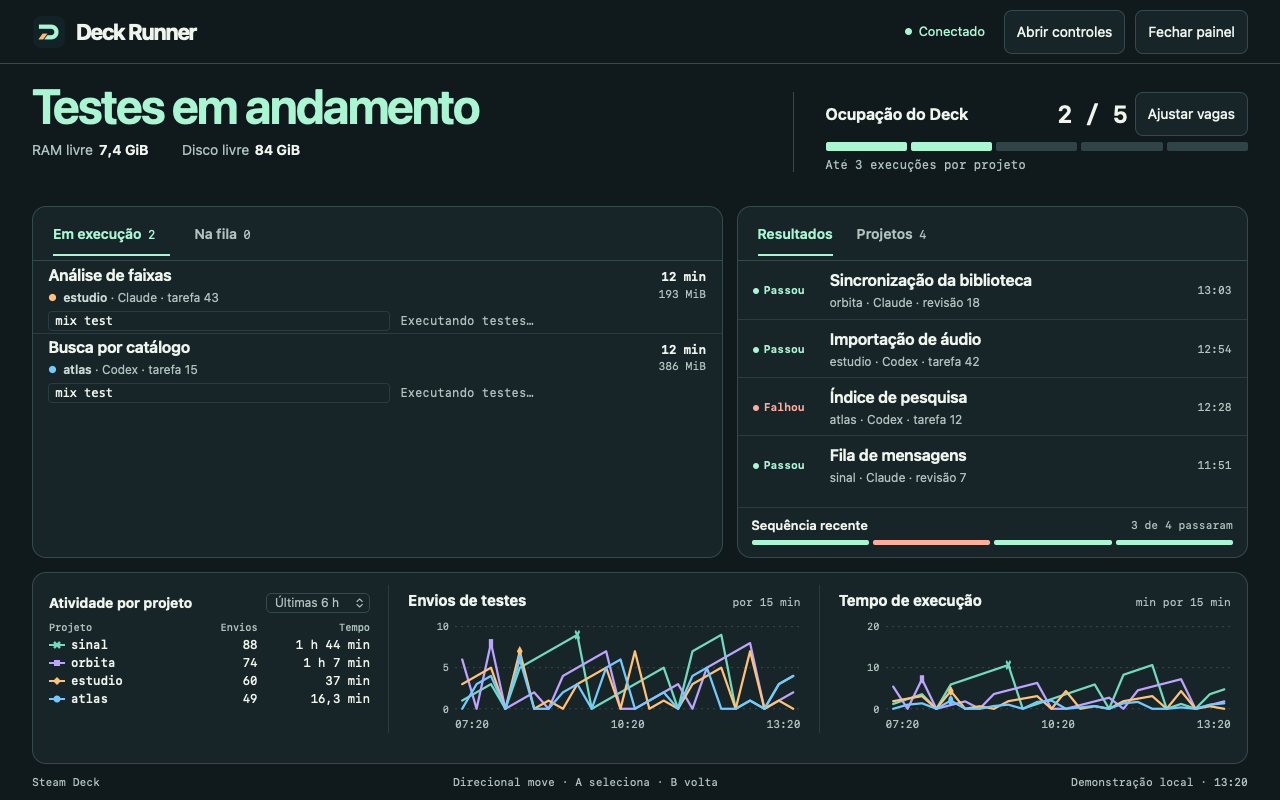 Deck Runner
Conectado
Abrir controles
Fechar painel
Testes em andamento
RAM livre 7,4 GiB
Disco livre 84 GiB
Ocupação do Deck
2 / 5
Ajustar vagas
Até 3 execuções por projeto
Em execução 2
Na fila 0
Análise de faixas
12 min
estudio · Claude · tarefa 43
193 MiB
mix test
Executando testes…
Busca por catálogo
12 min
atlas · Codex · tarefa 15
386 MiB
mix test
Executando testes…
Resultados
Projetos 4
Passou
Sincronização da biblioteca
orbita · Claude · revisão 18
13:03
Passou
Importação de áudio
estudio · Codex · tarefa 42
12:54
Falhou
Índice de pesquisa
atlas · Codex · tarefa 12
12:28
Passou
Fila de mensagens
sinal · Claude · revisão 7
11:51
Sequência recente
3 de 4 passaram
Atividade por projeto
Últimas 6 h
Projeto Envios Tempo
sinal 88 1 h 44 min
orbita 74 1 h 7 min
estudio 60 37 min
atlas 49 16,3 min
Envios de testes
por 15 min
10
5
0
07:20 10:20 13:20
Tempo de execução
min por 15 min
20
10
0
07:20 10:20 13:20
Steam Deck
Direcional move · A seleciona · B volta
Demonstração local · 13:20